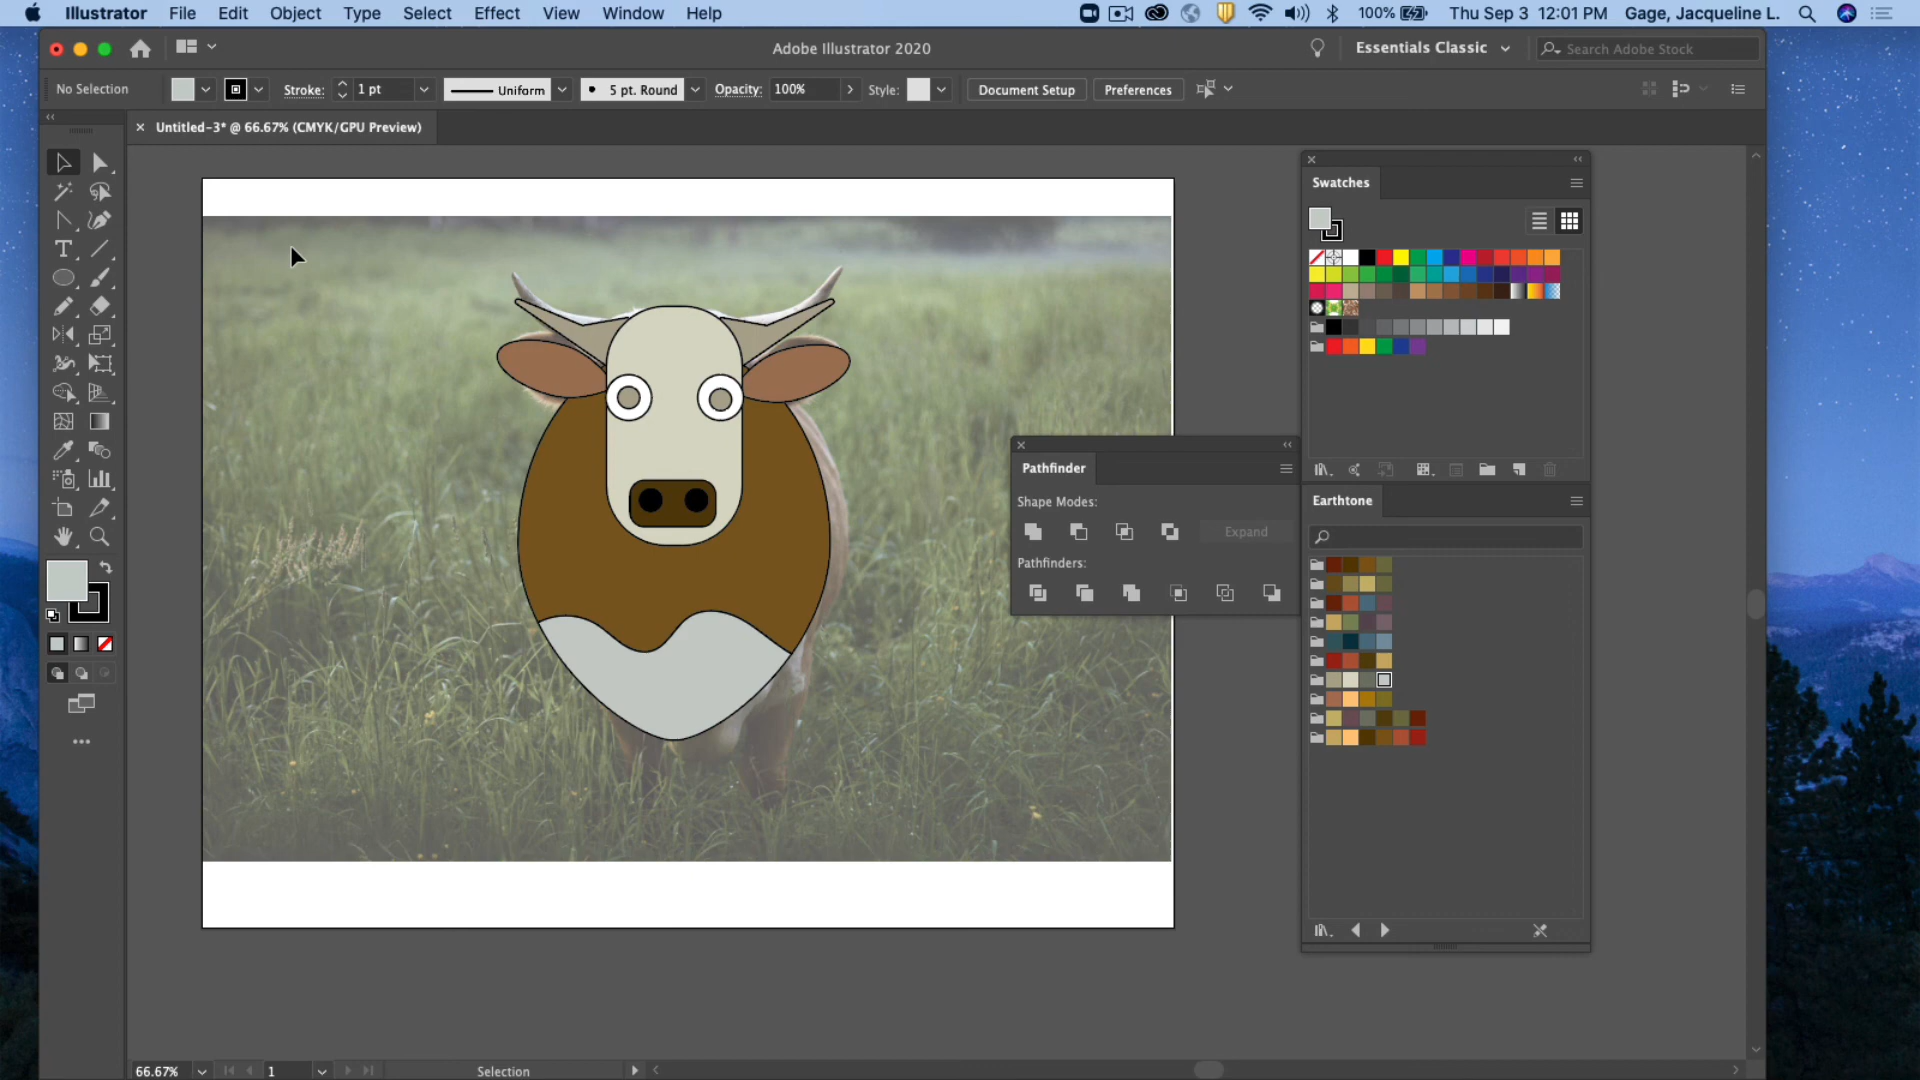 Illustrator File Edit Object Type Select Effect View Window Help 100% Thu Sep 3 12:01 PM Gage, Jacqueline L.
Adobe Illustrator 2020 Essentials Classic Search Adobe Stock
No Selection Stroke: 1 pt Uniform 5 pt. Round Opacity: 100% Style: Document Setup Preferences
Untitled-3* @ 66.67% (CMYK/GPU Preview)
Swatches
Pathfinder
Shape Modes:
Expand
Pathfinders:
Earthtone
66.67% 1 Selection